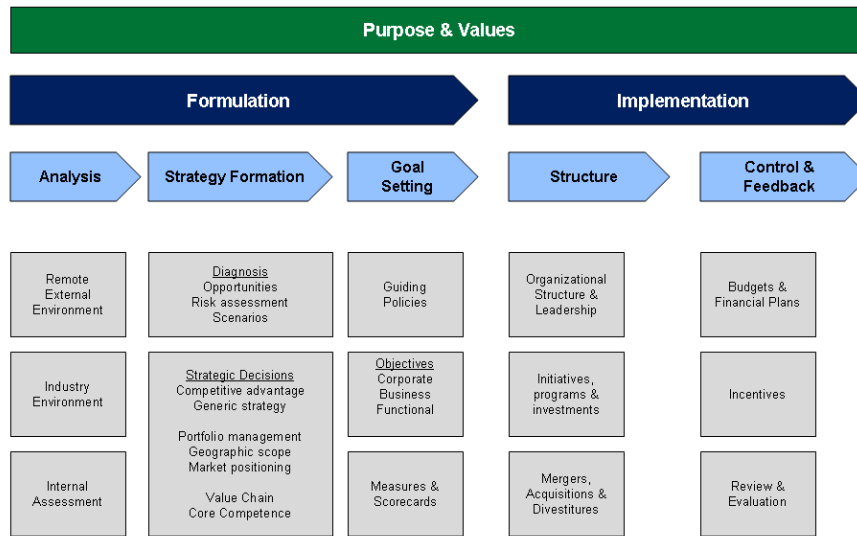 Purpose & Values
Formulation
Implementation
Analysis
Strategy Formation
Goal
Setting
Structure
Control &
Feedback
Remote
External
Environment
Diagnosis
Opportunities
Risk assessment
Scenarios
Guiding
Policies
Organizational
Structure &
Leadership
Budgets &
Financial Plans
Industry
Environment
Strategic Decisions
Competitive advantage
Generic strategy
Portfolio management
Geographic scope
Market positioning
Value Chain
Core Competence
Objectives
Corporate
Business
Functional
Initiatives,
programs &
investments
Incentives
Internal
Assessment
Measures &
Scorecards
Mergers,
Acquisitions &
Divestitures
Review &
Evaluation